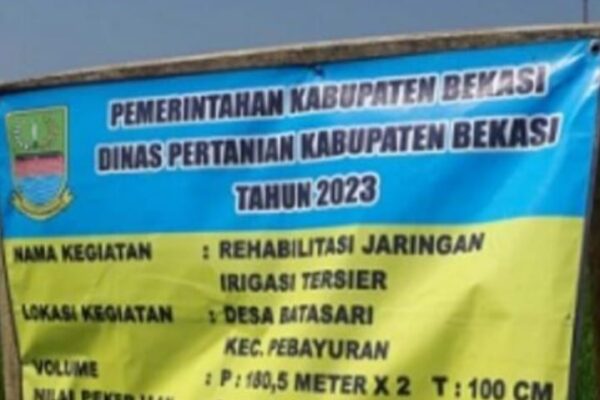 PEMERINTAHAN KABUPATEN BEKASI
DINAS PERTANIAN KABUPATEN BEKASI
TAHUN 2023
NAMA KEGIATAN : REHABILITASI JARINGAN
IRIGASI TERSIER
LOKASI KEGIATAN : DESA BATASARI
KEC. PEBAYURAN
VOLUME : P : 180,5 METER X 2 T : 100 CM
NILAI